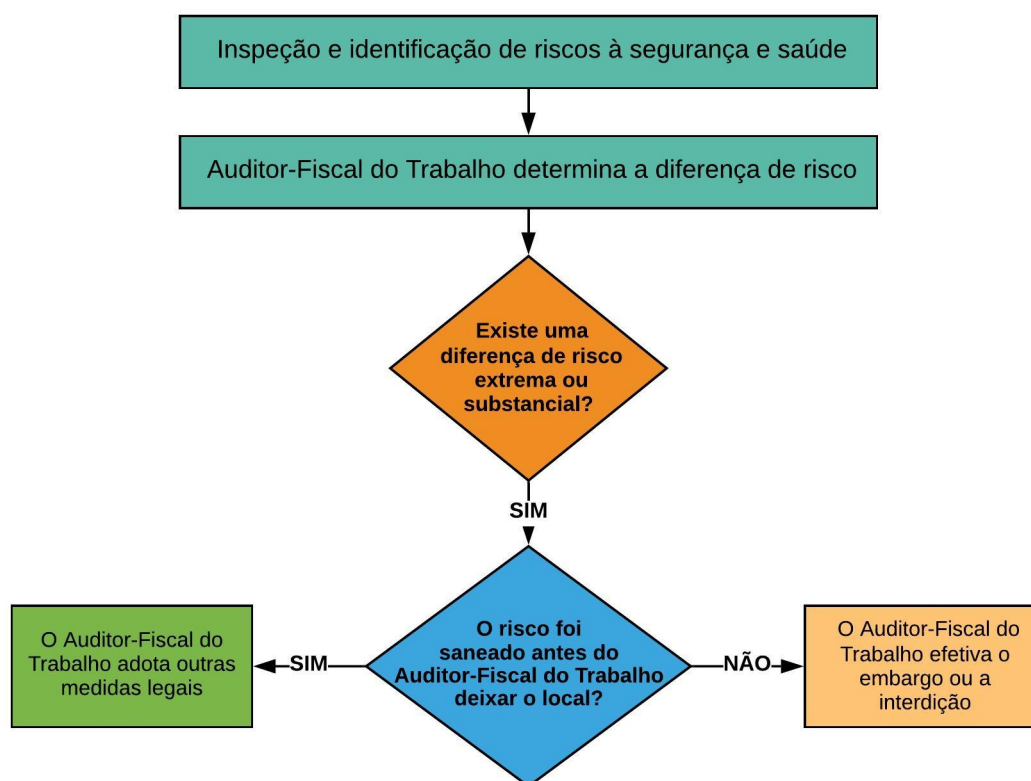 Inspeção e identificação de riscos à segurança e saúde
Auditor-Fiscal do Trabalho determina a diferença de risco
Existe uma
diferença de risco
extrema ou
substancial?
SIM
O risco foi
saneado antes do
Auditor-Fiscal do Trabalho
deixar o local?
SIM
O Auditor-Fiscal do
Trabalho adota outras
medidas legais
NÃO
O Auditor-Fiscal do
Trabalho efetiva o
embargo ou a
interdição